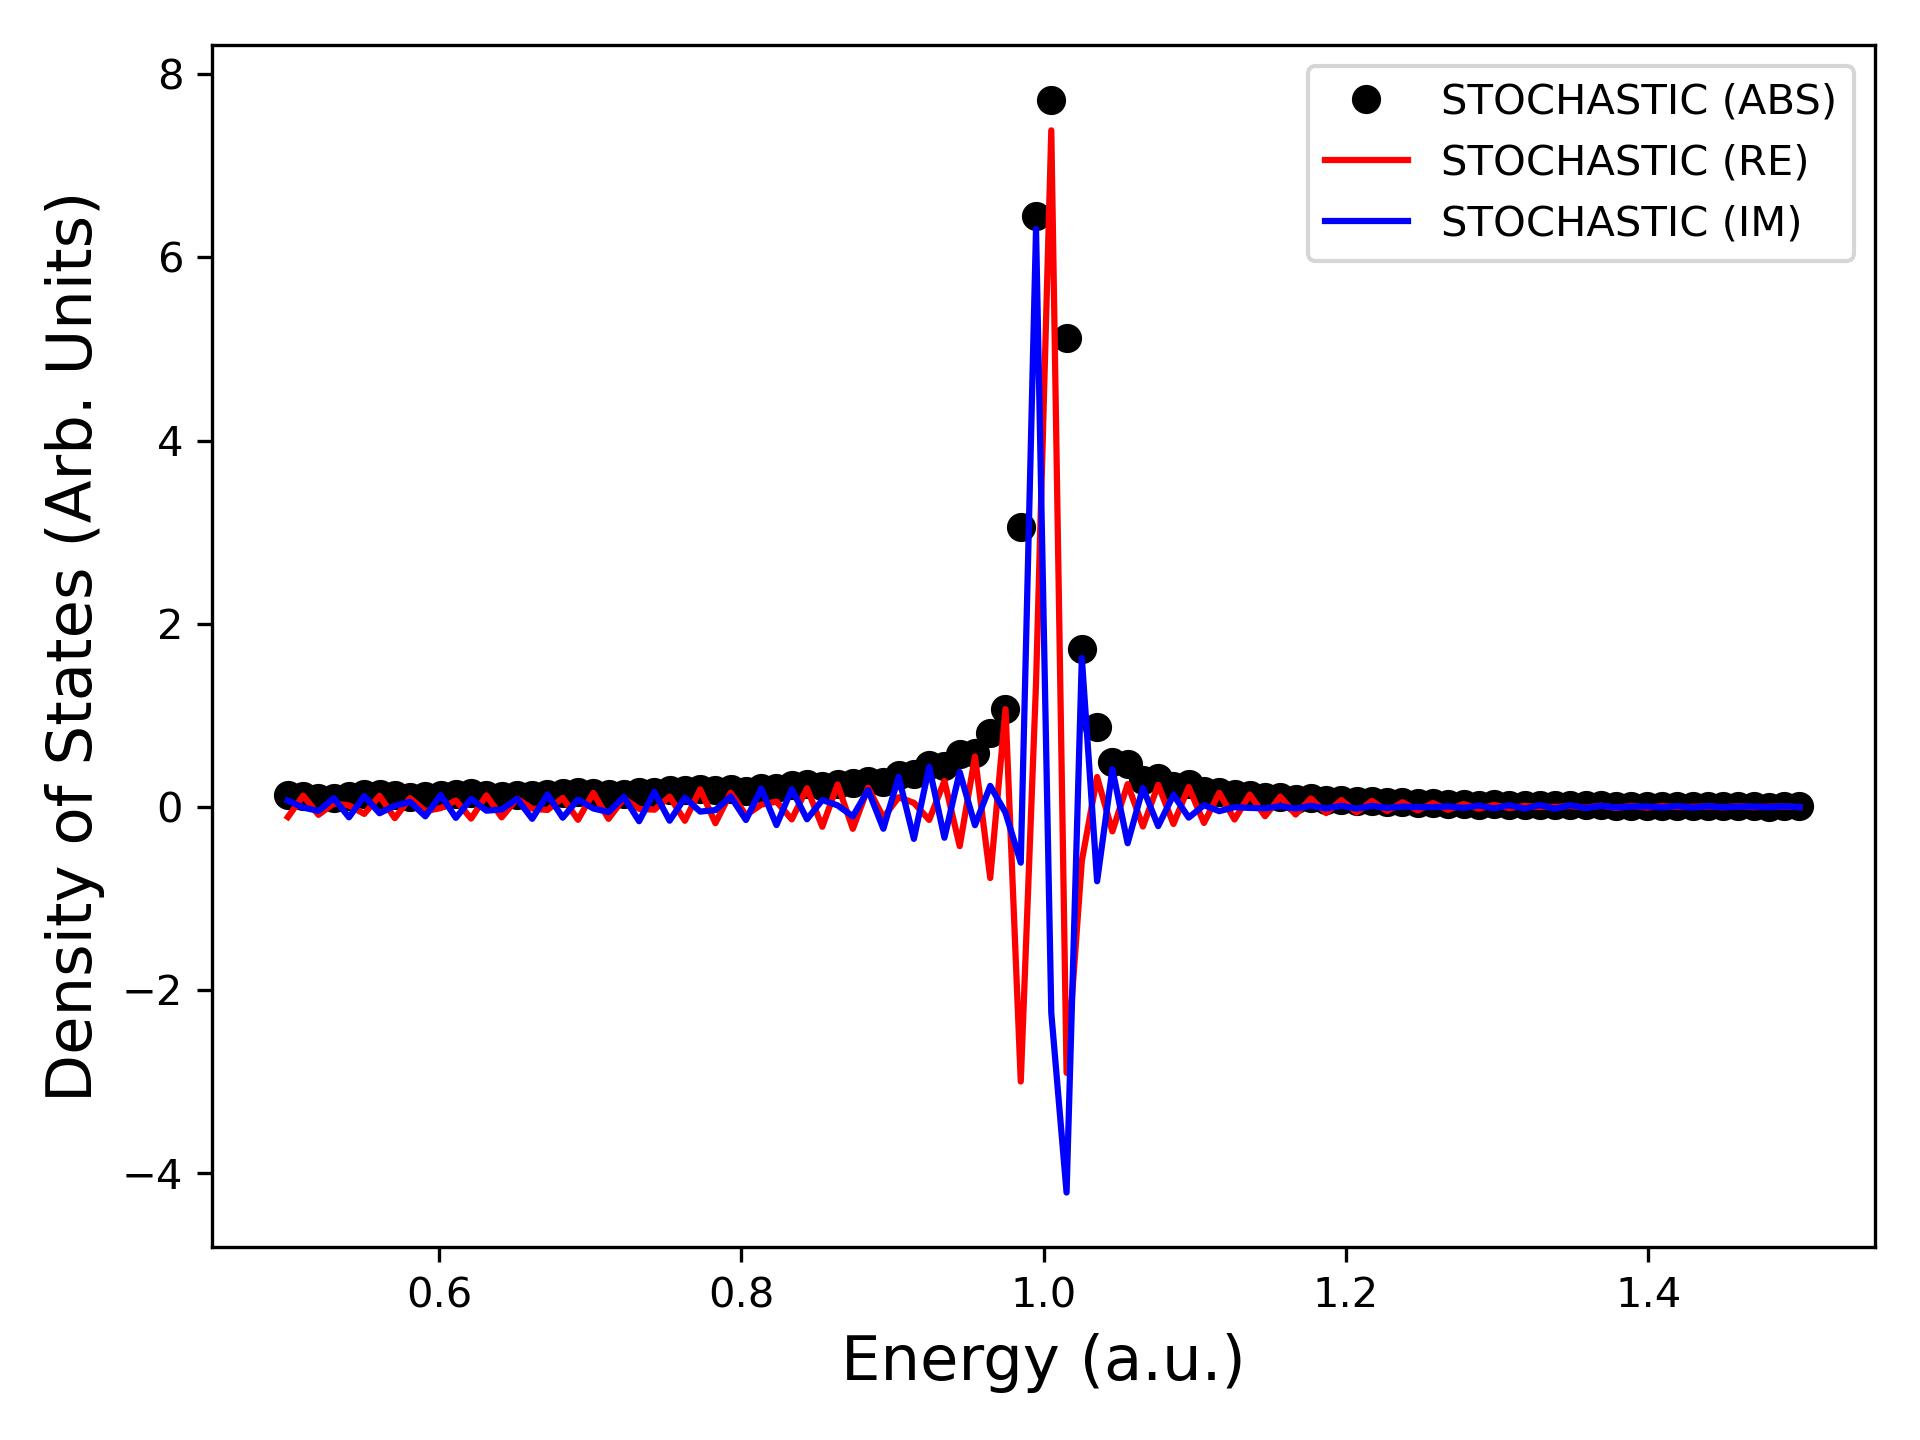 8
6
4
2
0
−2
−4
0.6 0.8 1.0 1.2 1.4
Energy (a.u.)
Density of States (Arb. Units)
STOCHASTIC (ABS)
STOCHASTIC (RE)
STOCHASTIC (IM)